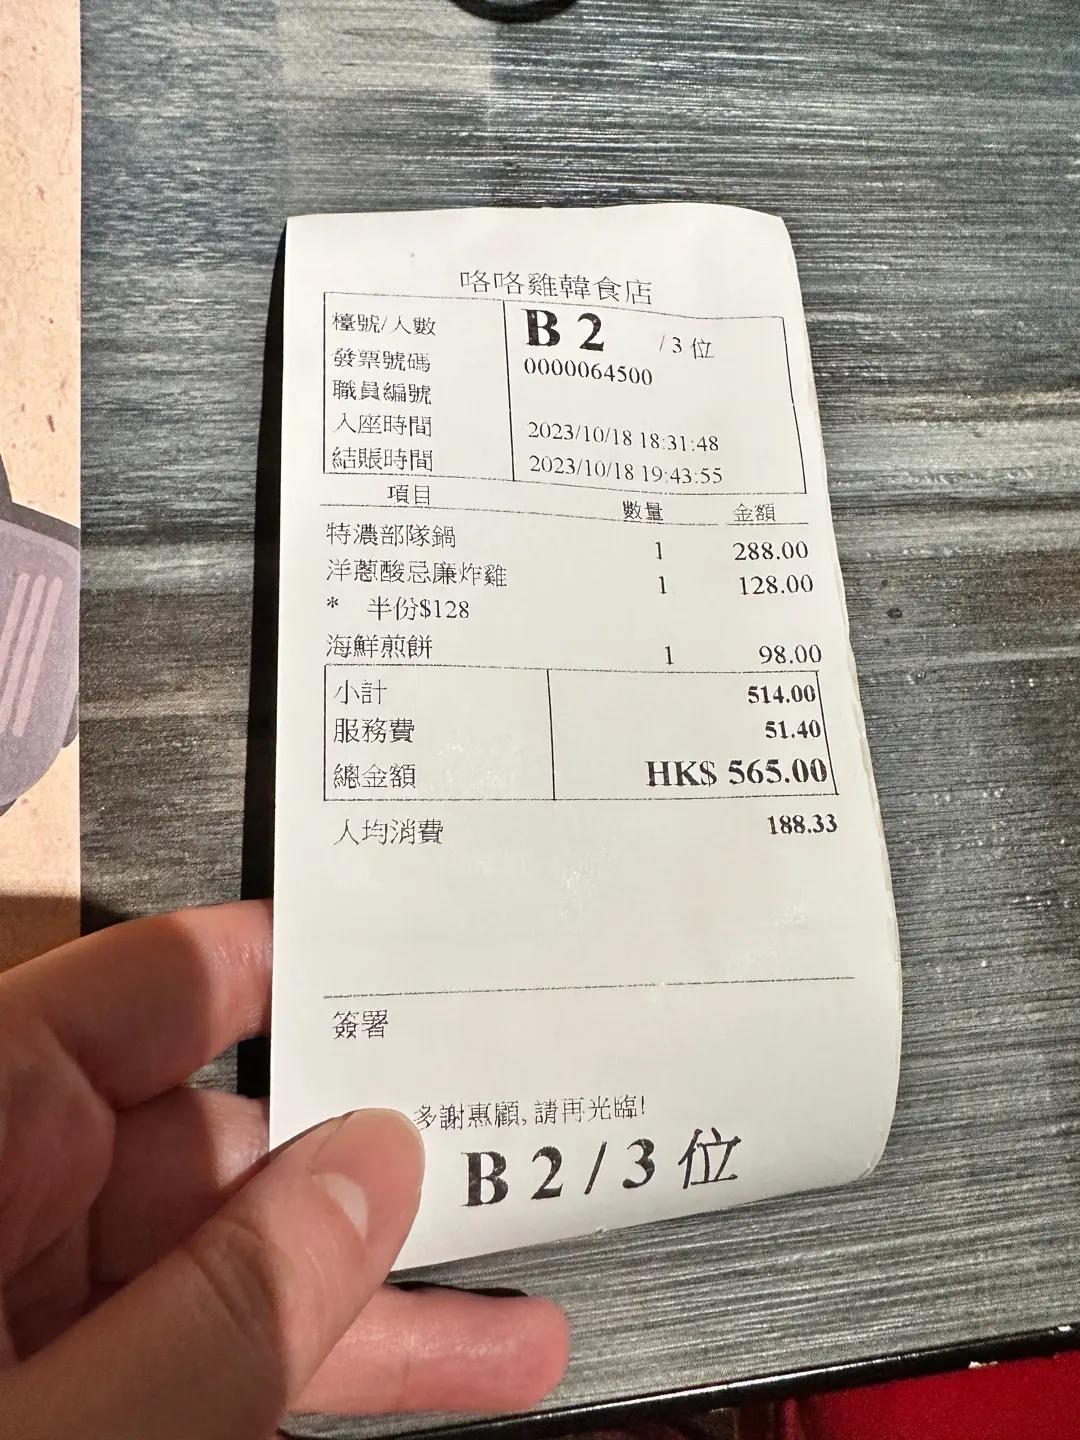 咯咯雞韓食店
檯號/人數 B 2 / 3 位
發票號碼 0000064500
職員編號
入座時間 2023/10/18 18:31:48
結賬時間 2023/10/18 19:43:55
項目 數量 金額
特濃部隊鍋 1 288.00
洋蔥酸忌廉炸雞 1 128.00
* 半份$128
海鮮煎餅 1 98.00
小計 514.00
服務費 51.40
總金額 HK$ 565.00
人均消費 188.33
簽署
多謝惠顧,請再光臨!
B 2 / 3 位